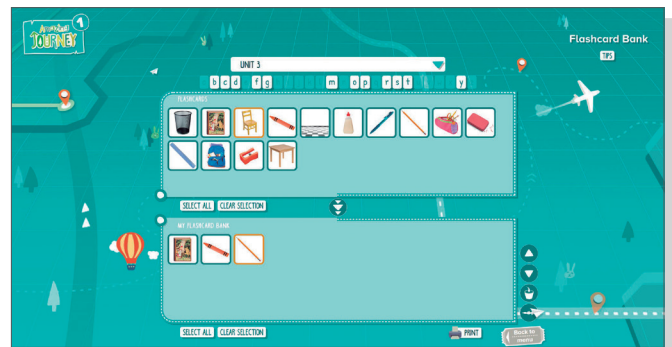 JOURNEY 1
Flashcard Bank
TIPS
UNIT 3
b c d f g m o p r s t y
FLASHCARDS
SELECT ALL CLEAR SELECTION
MY FLASHCARD BANK
SELECT ALL CLEAR SELECTION
PRINT
Back to
menu